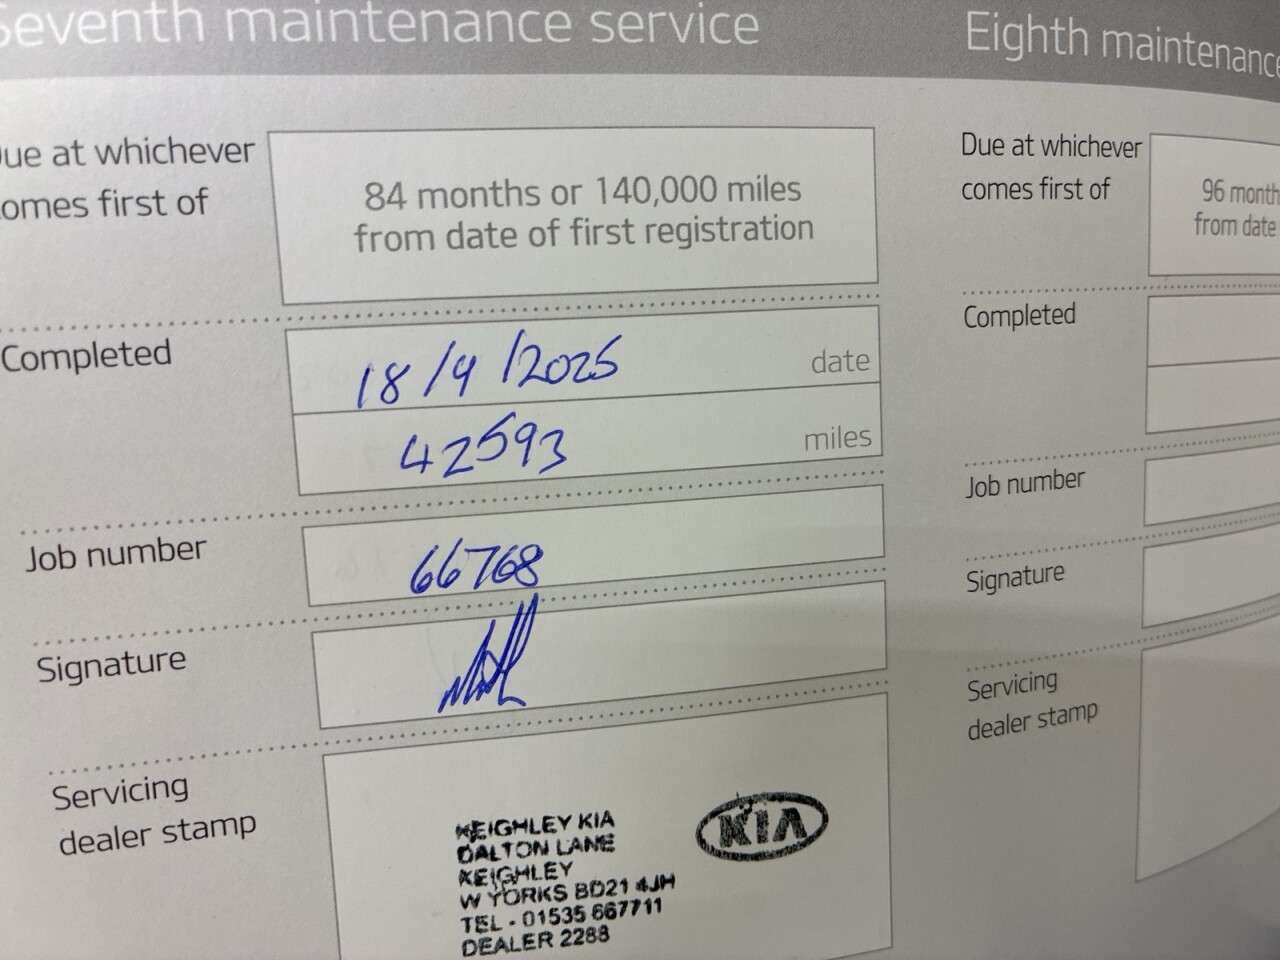 Seventh maintenance service
Due at whichever
comes first of
84 months or 140,000 miles
from date of first registration
Completed
18/9/2025
date
42593
miles
Job number
66768
Signature
Servicing
dealer stamp
KEIGHLEY KIA
DALTON LANE
KEIGHLEY
W YORKS BD21 4JH
TEL - 01535 667711
DEALER 2288
KIA
Eighth maintenance
Due at whichever
comes first of
96 month
from date
Completed
Job number
Signature
Servicing
dealer stamp